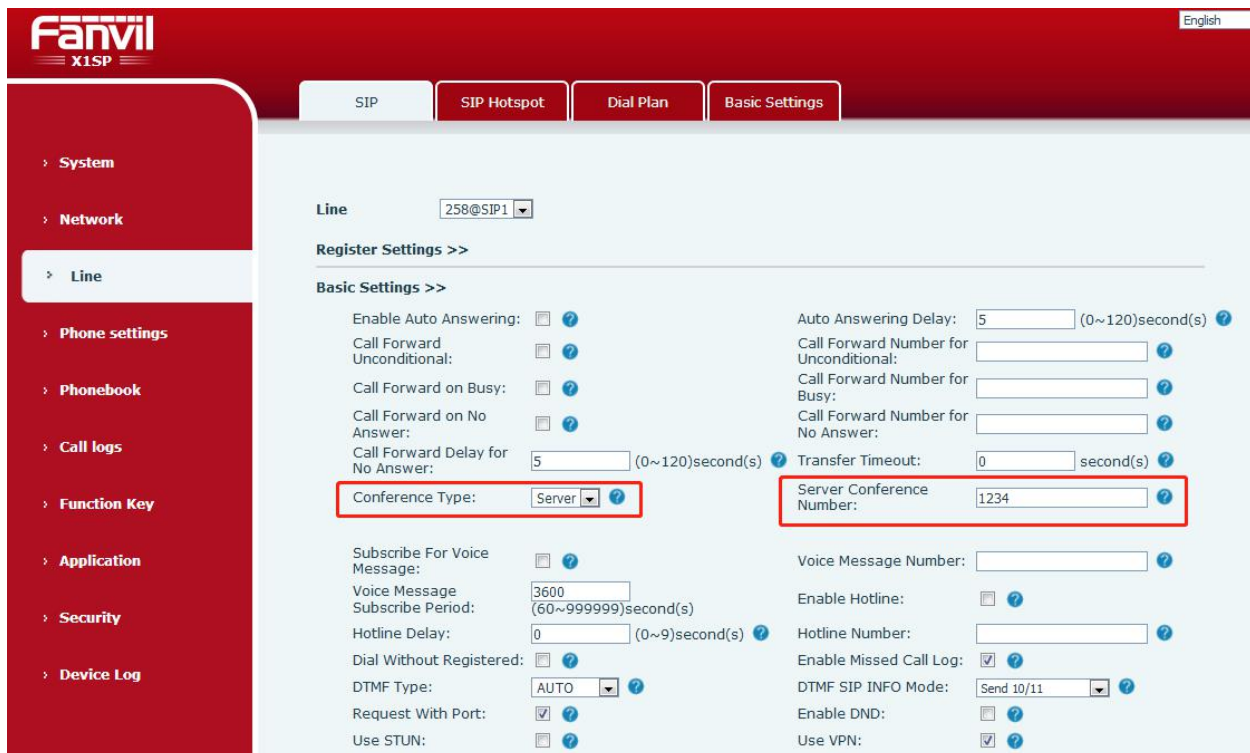 English
Fanvil
X1SP
SIP
SIP Hotspot
Dial Plan
Basic Settings
› System
› Network
› Line
› Phone settings
› Phonebook
› Call logs
› Function Key
› Application
› Security
› Device Log
Line 258@SIP1
Register Settings >>
Basic Settings >>
Enable Auto Answering: ? Auto Answering Delay: 5 (0~120)second(s) ?
Call Forward
Unconditional: ? Call Forward Number for
Unconditional: ?
Call Forward on Busy: ? Call Forward Number for
Busy: ?
Call Forward on No
Answer: ? Call Forward Number for
No Answer: ?
Call Forward Delay for
No Answer: 5 (0~120)second(s) ? Transfer Timeout: 0 second(s) ?
Conference Type: Server ? Server Conference
Number: 1234 ?
Subscribe For Voice
Message: ? Voice Message Number: ?
Voice Message
Subscribe Period: 3600
(60~999999)second(s) Enable Hotline: ?
Hotline Delay: 0 (0~9)second(s) ? Hotline Number: ?
Dial Without Registered: ? Enable Missed Call Log: ?
DTMF Type: AUTO ? DTMF SIP INFO Mode: Send 10/11 ?
Request With Port: ? Enable DND: ?
Use STUN: ? Use VPN: ?